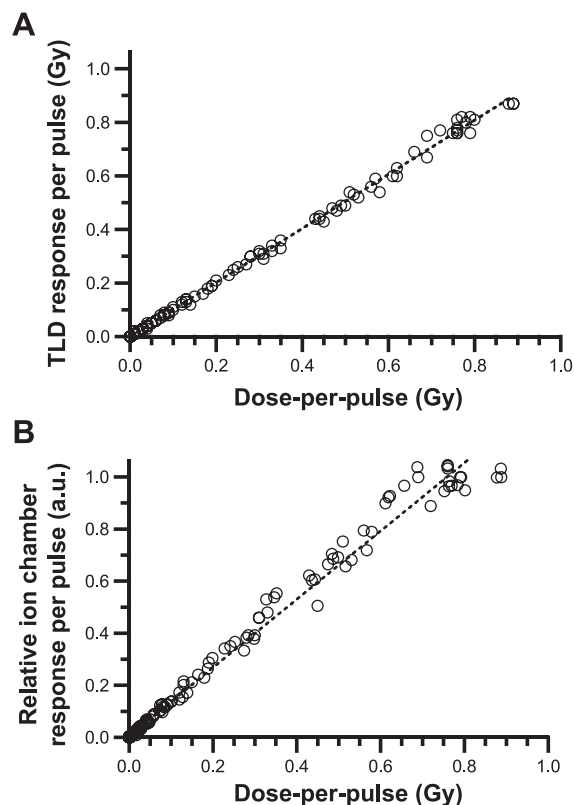 A
TLD response per pulse (Gy)
1.0
0.8
0.6
0.4
0.2
0.0
0.0 0.2 0.4 0.6 0.8 1.0
Dose-per-pulse (Gy)
B
Relative ion chamber
response per pulse (a.u.)
1.0
0.8
0.6
0.4
0.2
0.0
0.0 0.2 0.4 0.6 0.8 1.0
Dose-per-pulse (Gy)